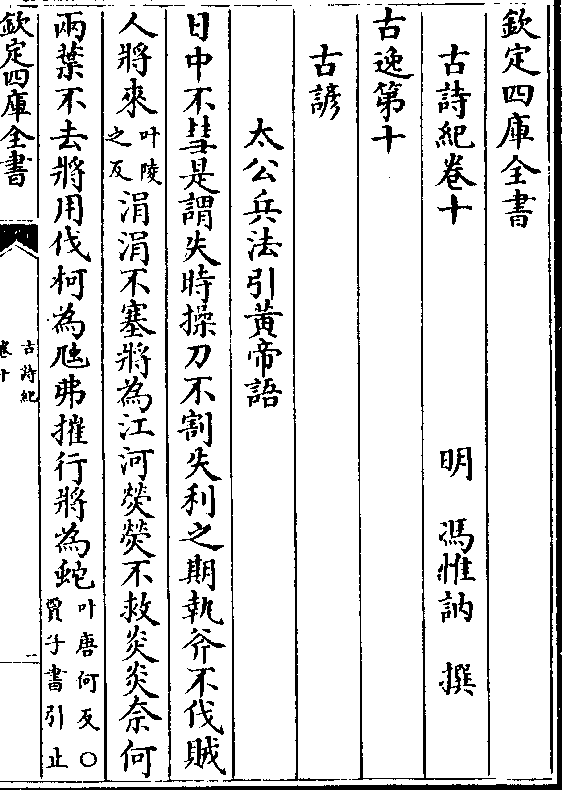 欽定四庫全書
古詩紀卷十
明 馮惟訥 撰
古逸第十
古諺
太公兵法引黃帝語
日中不彗是謂失時操刀不割失利之期執斧不伐賊
人將來叶陵之反涓涓不塞將為江河熒熒不救炎炎奈何
兩葉不去將用伐柯為虺弗摧行將為蛇叶唐何反○賈子書引止
欽定四庫全書
古詩紀
卷十
一